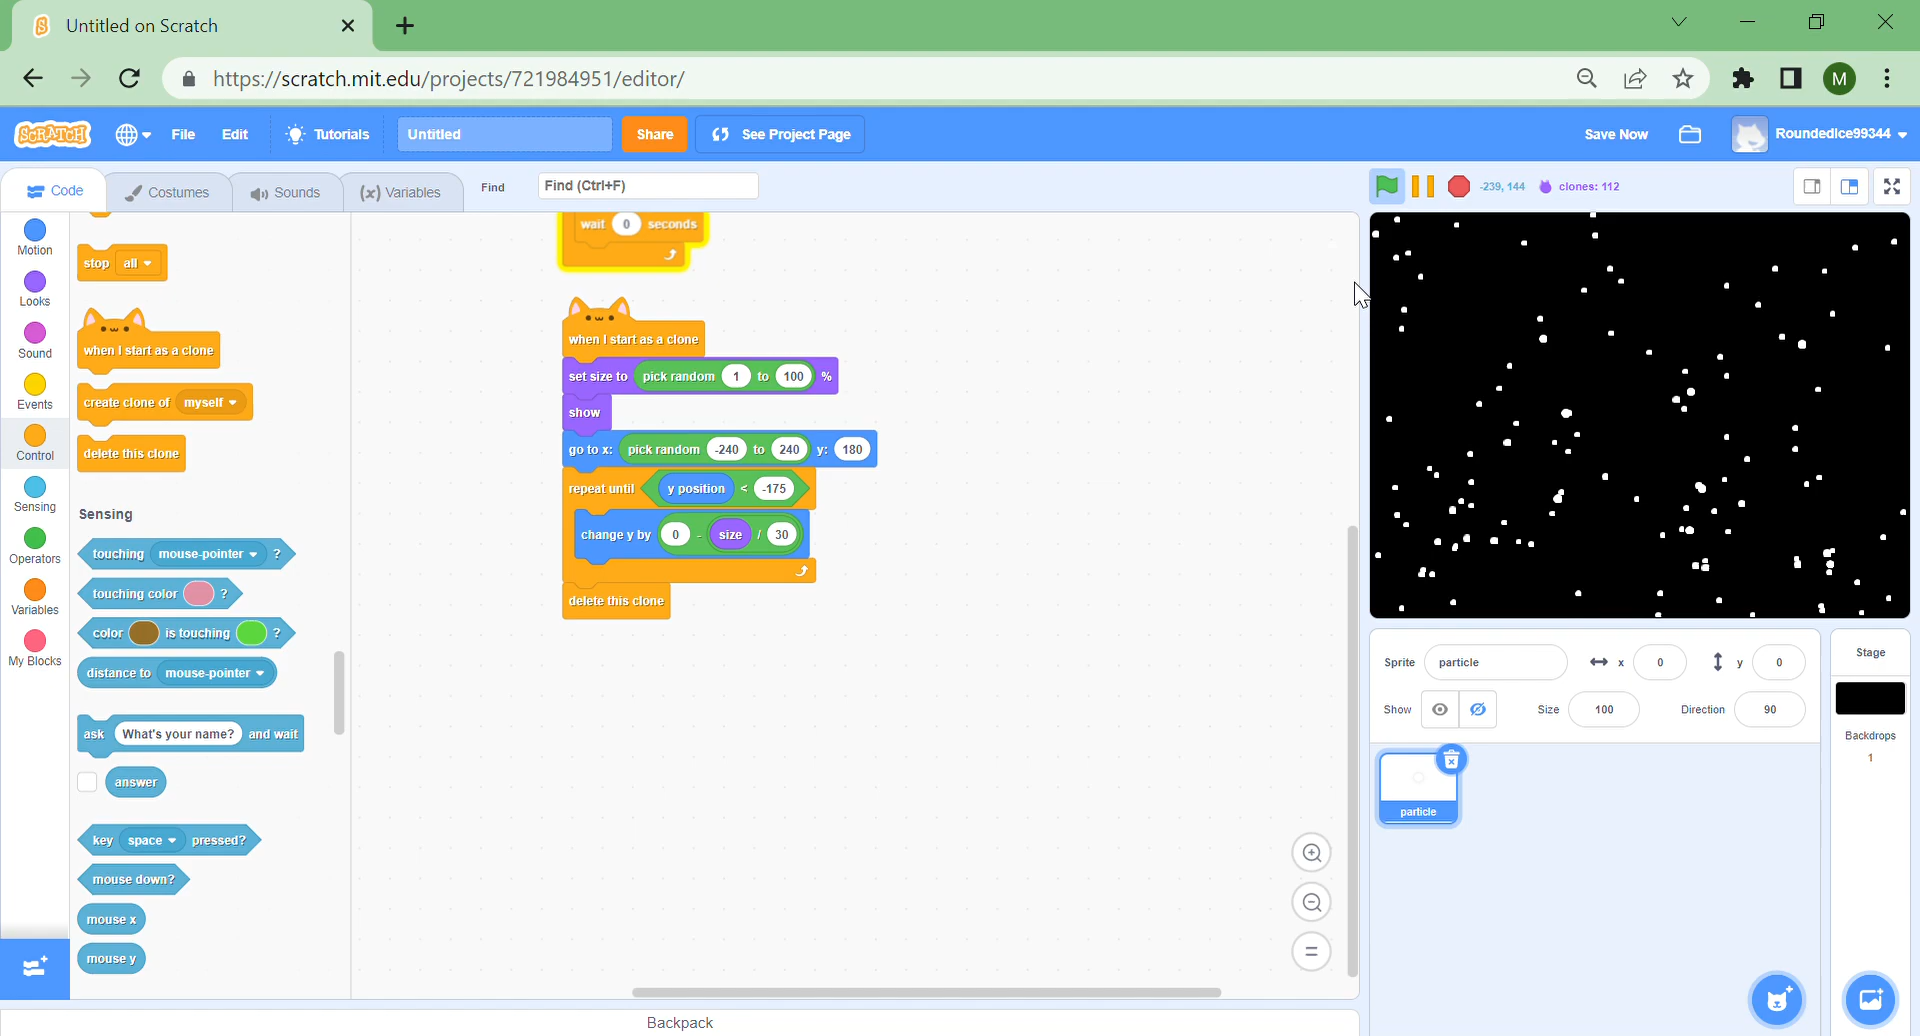 Untitled on Scratch
https://scratch.mit.edu/projects/721984951/editor/
M
SCRATCH
File
Edit
Tutorials
Untitled
Share
See Project Page
Save Now
RoundedIce99344
Code
Costumes
Sounds
(x) Variables
Find
Find (Ctrl+F)
-239, 144
clones: 112
Motion
Looks
Sound
Events
Control
Sensing
Operators
Variables
My Blocks
stop all
when I start as a clone
create clone of myself
delete this clone
Sensing
touching mouse-pointer ?
touching color ?
color is touching ?
distance to mouse-pointer
ask What's your name? and wait
answer
key space pressed?
mouse down?
mouse x
mouse y
wait 0 seconds
when I start as a clone
set size to pick random 1 to 100 %
show
go to x: pick random -240 to 240 y: 180
repeat until y position < -175
change y by 0 - size / 30
delete this clone
Backpack
Sprite particle x 0 y 0
Show Size 100 Direction 90
particle
Stage
Backdrops
1